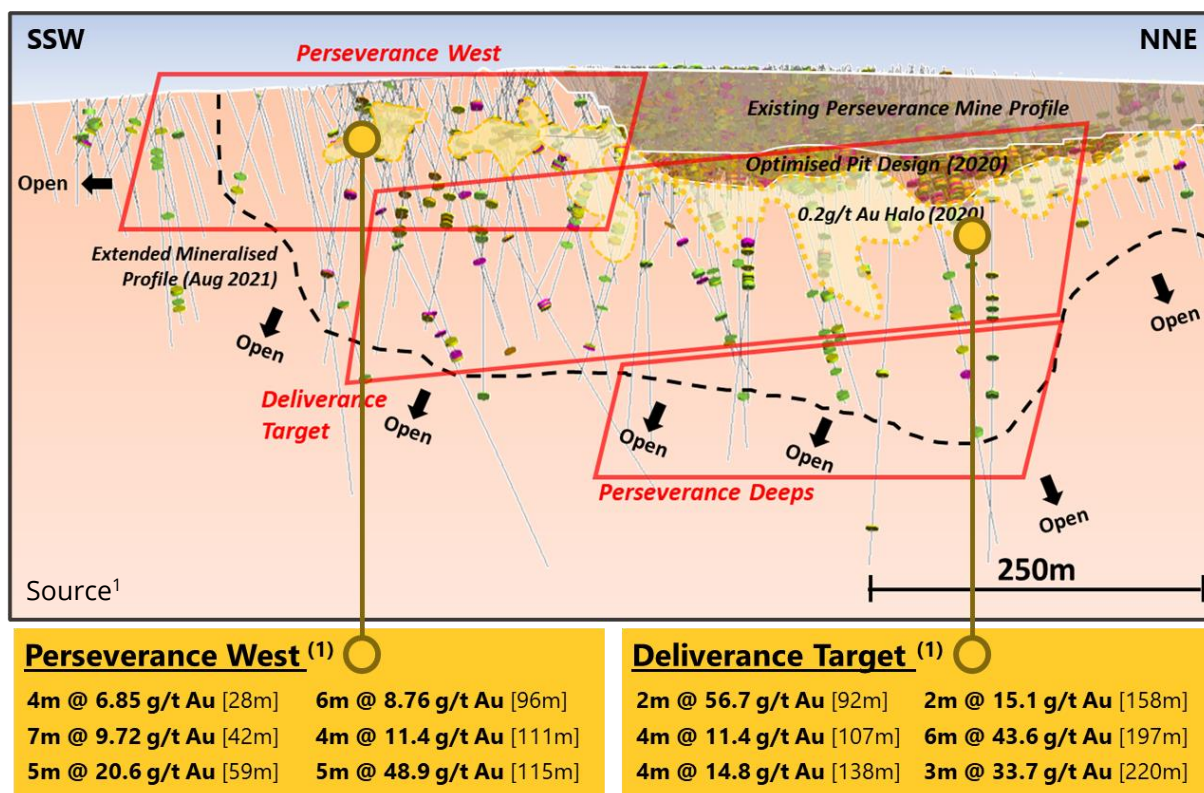 SSW
NNE
Perseverance West
Existing Perseverance Mine Profile
Optimised Pit Design (2020)
Open
0.2g/t Au Halo (2020)
Extended Mineralised
Profile (Aug 2021)
Open
Open
Deliverance
Target
Open
Open
Open
Perseverance Deeps
Open
250m
Source1
Perseverance West (1)
4m @ 6.85 g/t Au [28m]
6m @ 8.76 g/t Au [96m]
7m @ 9.72 g/t Au [42m]
4m @ 11.4 g/t Au [111m]
5m @ 20.6 g/t Au [59m]
5m @ 48.9 g/t Au [115m]
Deliverance Target (1)
2m @ 56.7 g/t Au [92m]
2m @ 15.1 g/t Au [158m]
4m @ 11.4 g/t Au [107m]
6m @ 43.6 g/t Au [197m]
4m @ 14.8 g/t Au [138m]
3m @ 33.7 g/t Au [220m]